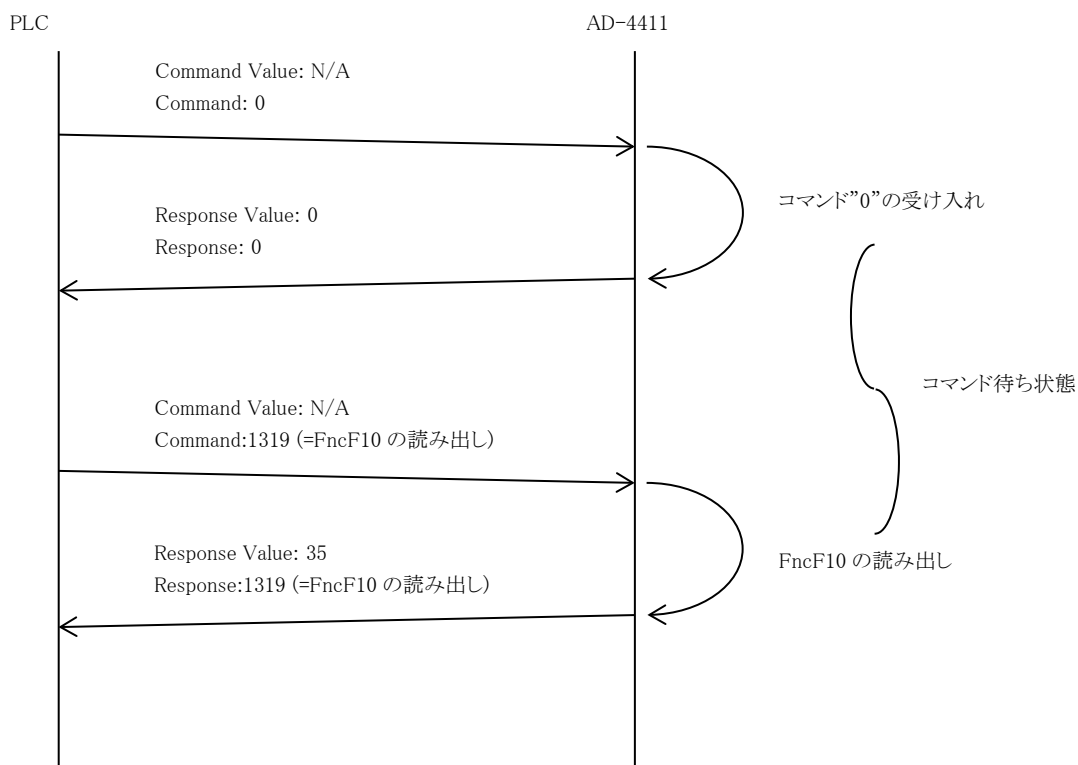 PLC
AD-4411
Command Value: N/A
Command: 0
コマンド”0”の受け入れ
Response Value: 0
Response: 0
コマンド待ち状態
Command Value: N/A
Command:1319 (=FncF10 の読み出し)
Response Value: 35
Response:1319 (=FncF10 の読み出し)
FncF10 の読み出し